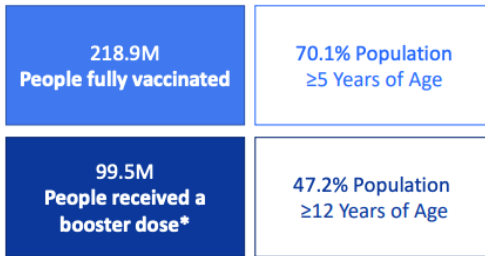 218.9M
People fully vaccinated
70.1% Population
≥5 Years of Age
99.5M
People received a
booster dose*
47.2% Population
≥12 Years of Age